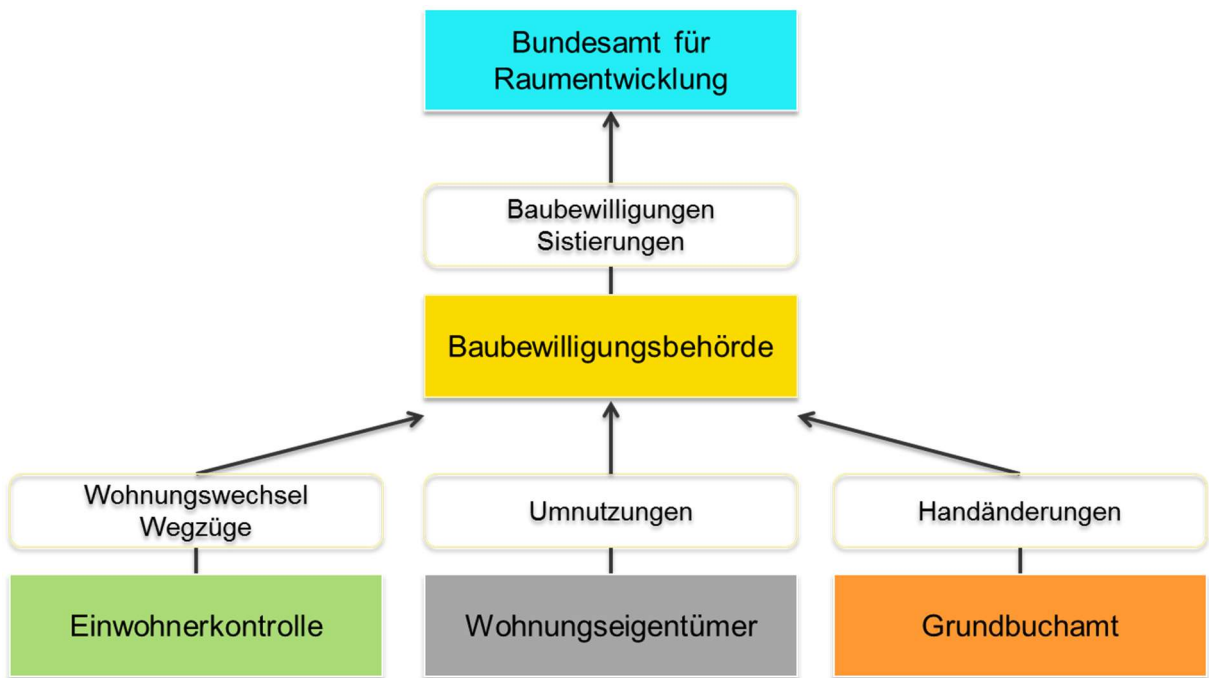 Bundesamt für
Raumentwicklung
Baubewilligungen
Sistierungen
Baubewilligungsbehörde
Wohnungswechsel
Wegzüge
Umnutzungen
Handänderungen
Einwohnerkontrolle
Wohnungseigentümer
Grundbuchamt